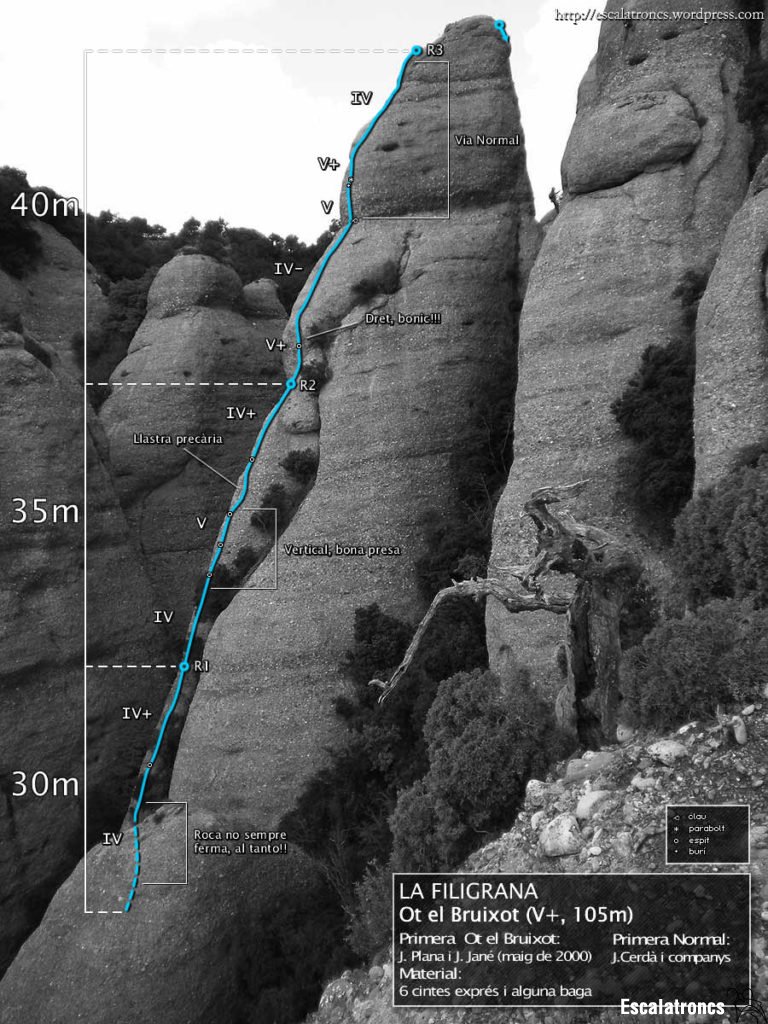 http://escalatroncs.wordpress.com
R3
IV
Via Normal
V+
V
40m
IV-
Dret, bonic!!!
V+
R2
IV+
Llastra precària
35m
V
Vertical, bona presa
IV
R1
IV+
30m
IV
Roca no sempre
ferma, al tanto!!
clau
parabolt
espit
burí
LA FILIGRANA
Ot el Bruixot (V+, 105m)
Primera Ot el Bruixot:
J. Plana i J. Jané (maig de 2000)
Primera Normal:
J.Cerdà i companys
Material:
6 cintes exprés i alguna baga
Escalatroncs